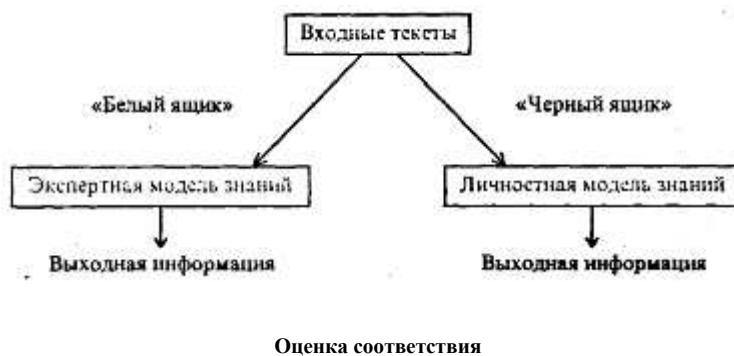 Входные тексты
«Белый ящик» «Черный ящик»
Экспертная модель знаний Личностная модель знаний
Выходная информация Выходная информация
Оценка соответствия